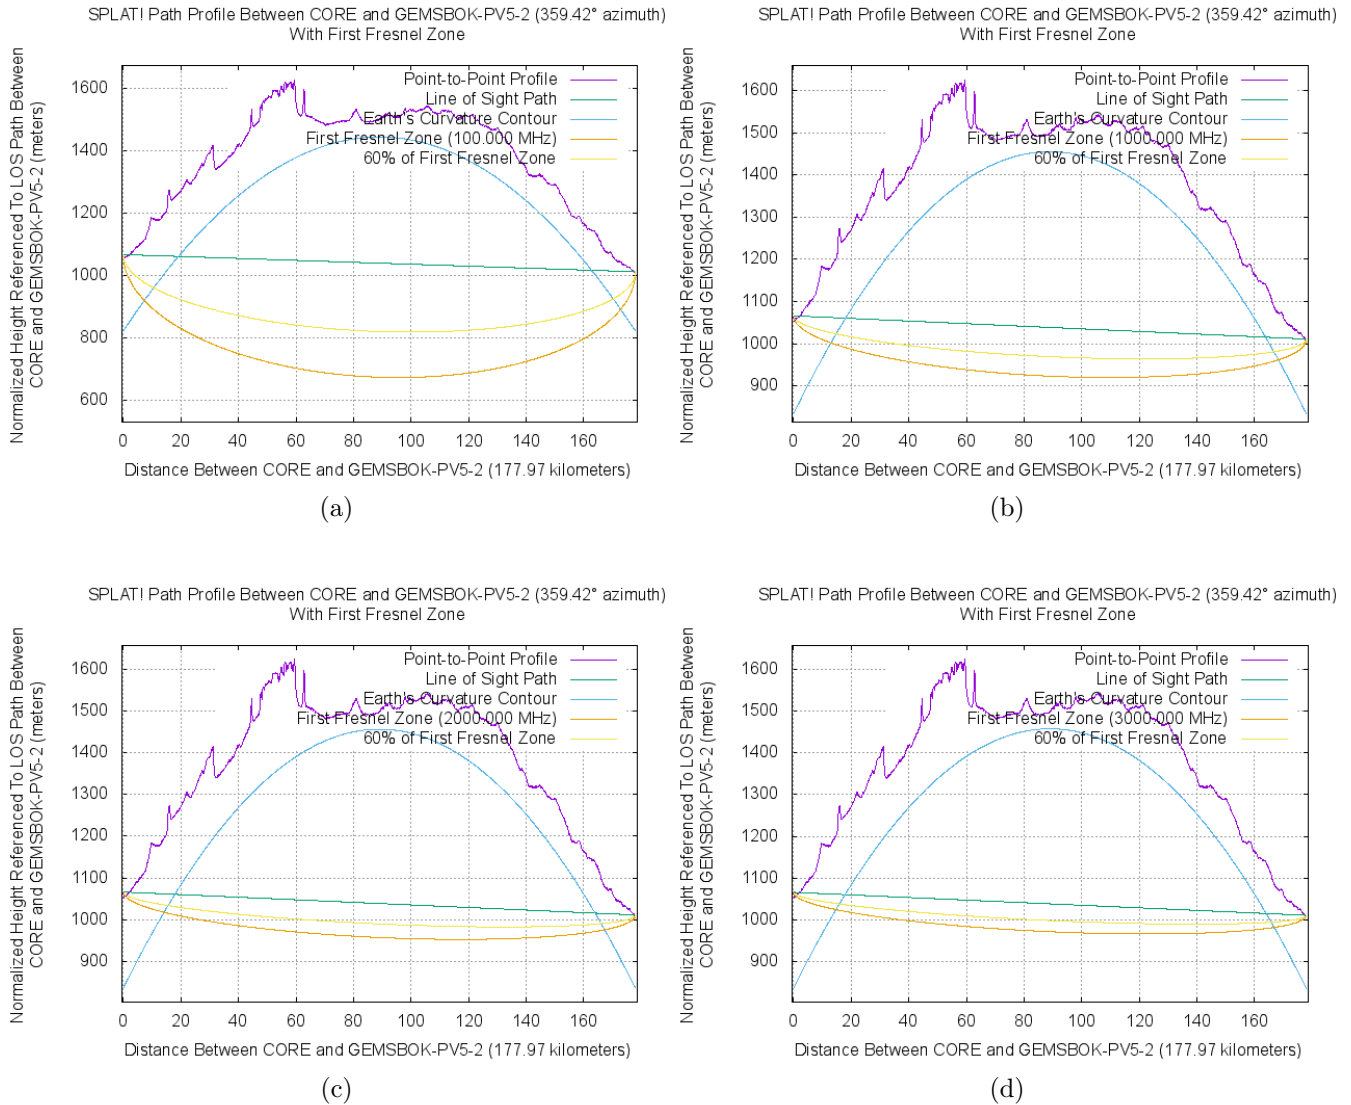 SPLAT! Path Profile Between CORE and GEMSBOK-PV5-2 (359.42° azimuth)
With First Fresnel Zone
Normalized Height Referenced To LOS Path Between
CORE and GEMSBOK-PV5-2 (meters)
1600
1400
1200
1000
800
600
Point-to-Point Profile
Line of Sight Path
Earth's Curvature Contour
First Fresnel Zone (100.000 MHz)
60% of First Fresnel Zone
0 20 40 60 80 100 120 140 160
Distance Between CORE and GEMSBOK-PV5-2 (177.97 kilometers)
(a)
SPLAT! Path Profile Between CORE and GEMSBOK-PV5-2 (359.42° azimuth)
With First Fresnel Zone
Normalized Height Referenced To LOS Path Between
CORE and GEMSBOK-PV5-2 (meters)
1600
1500
1400
1300
1200
1100
1000
900
Point-to-Point Profile
Line of Sight Path
Earth's Curvature Contour
First Fresnel Zone (1000.000 MHz)
60% of First Fresnel Zone
0 20 40 60 80 100 120 140 160
Distance Between CORE and GEMSBOK-PV5-2 (177.97 kilometers)
(b)
SPLAT! Path Profile Between CORE and GEMSBOK-PV5-2 (359.42° azimuth)
With First Fresnel Zone
Normalized Height Referenced To LOS Path Between
CORE and GEMSBOK-PV5-2 (meters)
1600
1500
1400
1300
1200
1100
1000
900
Point-to-Point Profile
Line of Sight Path
Earth's Curvature Contour
First Fresnel Zone (2000.000 MHz)
60% of First Fresnel Zone
0 20 40 60 80 100 120 140 160
Distance Between CORE and GEMSBOK-PV5-2 (177.97 kilometers)
(c)
SPLAT! Path Profile Between CORE and GEMSBOK-PV5-2 (359.42° azimuth)
With First Fresnel Zone
Normalized Height Referenced To LOS Path Between
CORE and GEMSBOK-PV5-2 (meters)
1600
1500
1400
1300
1200
1100
1000
900
Point-to-Point Profile
Line of Sight Path
Earth's Curvature Contour
First Fresnel Zone (3000.000 MHz)
60% of First Fresnel Zone
0 20 40 60 80 100 120 140 160
Distance Between CORE and GEMSBOK-PV5-2 (177.97 kilometers)
(d)